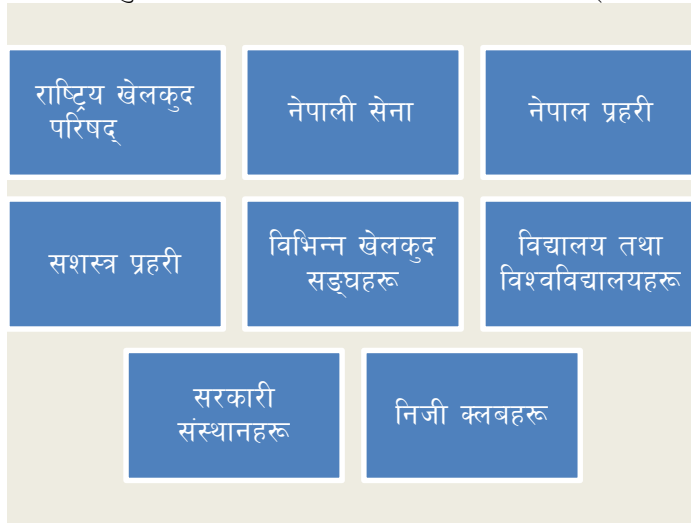 राष्ट्रिय खेलकुद
परिषद्
नेपाली सेना
नेपाल प्रहरी
सशस्त्र प्रहरी
विभिन्न खेलकुद
सङ्घहरू
विद्यालय तथा
विश्वविद्यालयहरू
सरकारी
संस्थानहरू
निजी क्लबहरू